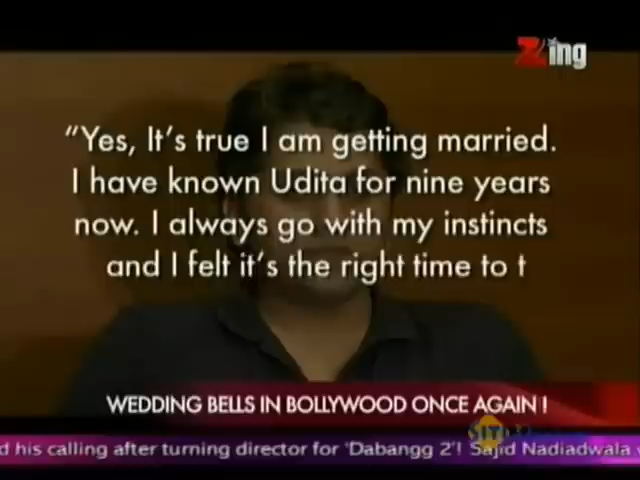 Zing
"Yes, It's true I am getting married.
I have known Udita for nine years
now. I always go with my instincts
and I felt it's the right time to t
WEDDING BELLS IN BOLLYWOOD ONCE AGAIN !
SITI
d his calling after turning director for 'Dabangg 2'! Sajid Nadiadwala